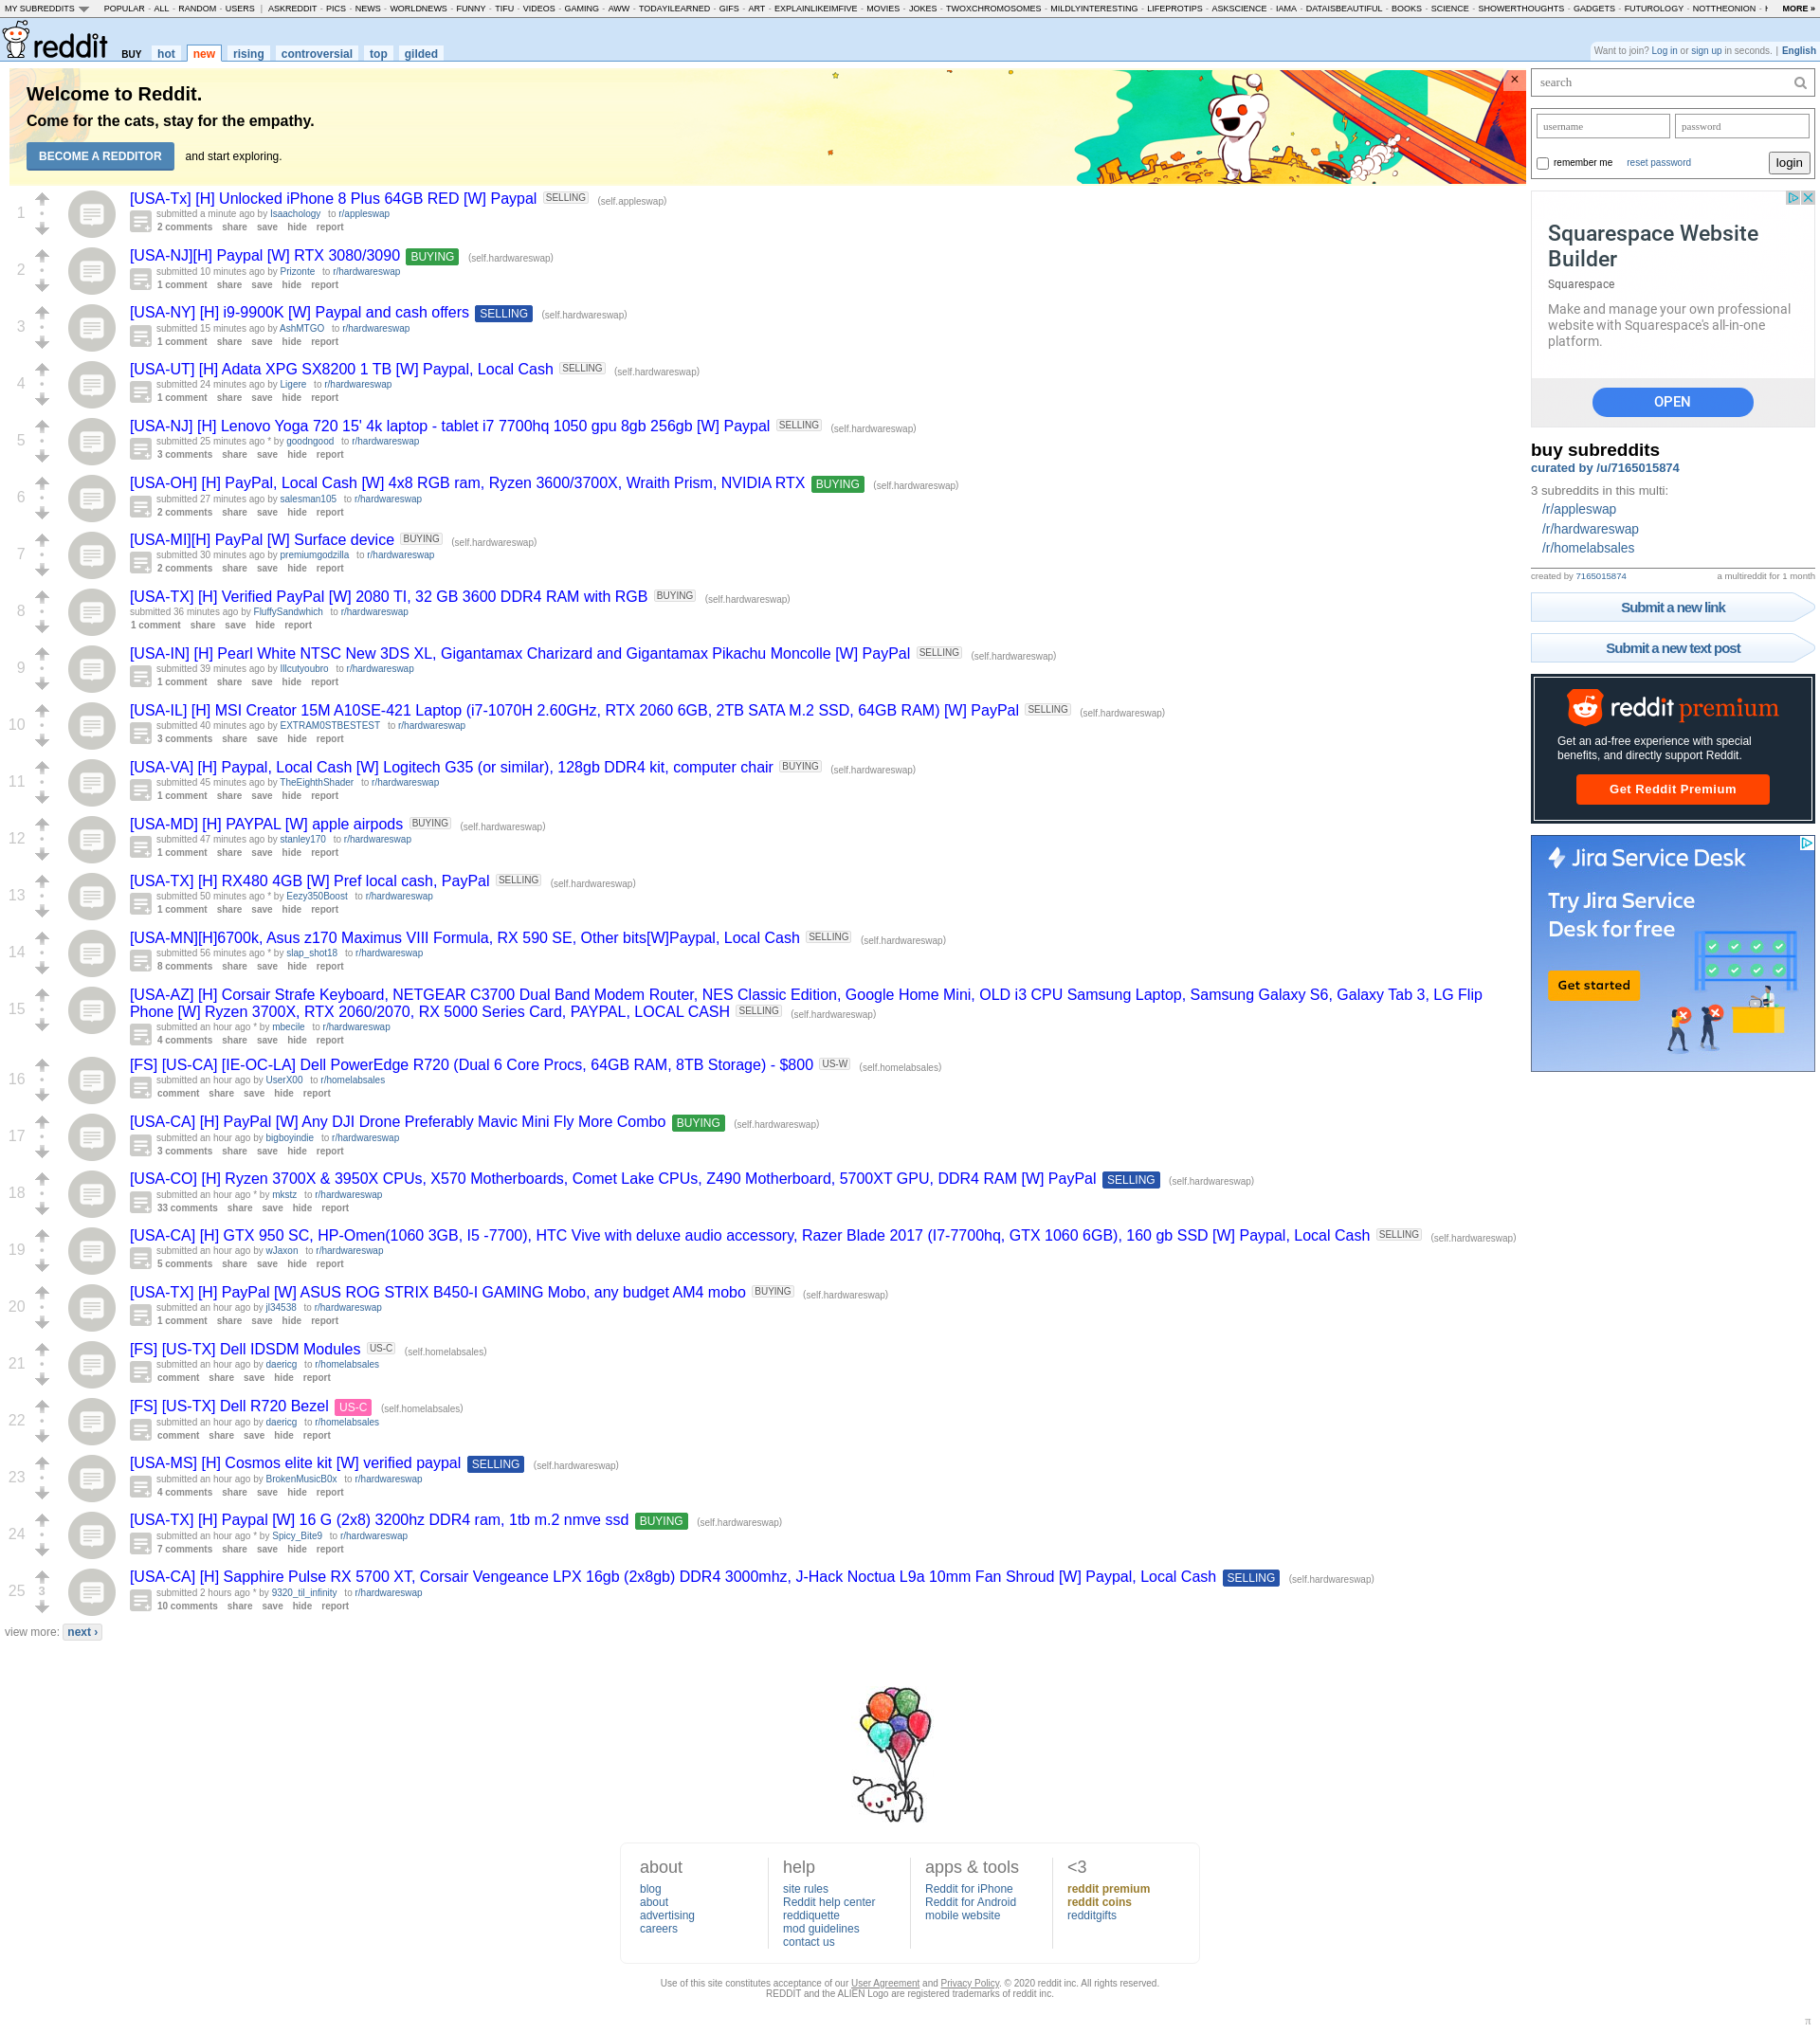 MY SUBREDDITS POPULAR - ALL - RANDOM - USERS | ASKREDDIT - PICS - NEWS - WORLDNEWS - FUNNY - TIFU - VIDEOS - GAMING - AWW - TODAYILEARNED - GIFS - ART - EXPLAINLIKEIMFIVE - MOVIES - JOKES - TWOXCHROMOSOMES - MILDLYINTERESTING - LIFEPROTIPS - ASKSCIENCE - IAMA - DATAISBEAUTIFUL - BOOKS - SCIENCE - SHOWERTHOUGHTS - GADGETS - FUTUROLOGY - NOTTHEONION - MORE »
reddit BUY hot new rising controversial top gilded
Want to join? Log in or sign up in seconds. | English
Welcome to Reddit.
Come for the cats, stay for the empathy.
BECOME A REDDITOR and start exploring.
×
1 [USA-Tx] [H] Unlocked iPhone 8 Plus 64GB RED [W] Paypal SELLING (self.appleswap)
submitted a minute ago by Isaachology to r/appleswap
2 comments share save hide report
2 [USA-NJ][H] Paypal [W] RTX 3080/3090 BUYING (self.hardwareswap)
submitted 10 minutes ago by Prizonte to r/hardwareswap
1 comment share save hide report
3 [USA-NY] [H] i9-9900K [W] Paypal and cash offers SELLING (self.hardwareswap)
submitted 15 minutes ago by AshMTGO to r/hardwareswap
1 comment share save hide report
4 [USA-UT] [H] Adata XPG SX8200 1 TB [W] Paypal, Local Cash SELLING (self.hardwareswap)
submitted 24 minutes ago by Ligere to r/hardwareswap
1 comment share save hide report
5 [USA-NJ] [H] Lenovo Yoga 720 15' 4k laptop - tablet i7 7700hq 1050 gpu 8gb 256gb [W] Paypal SELLING (self.hardwareswap)
submitted 25 minutes ago * by goodngood to r/hardwareswap
3 comments share save hide report
6 [USA-OH] [H] PayPal, Local Cash [W] 4x8 RGB ram, Ryzen 3600/3700X, Wraith Prism, NVIDIA RTX BUYING (self.hardwareswap)
submitted 27 minutes ago by salesman105 to r/hardwareswap
2 comments share save hide report
7 [USA-MI][H] PayPal [W] Surface device BUYING (self.hardwareswap)
submitted 30 minutes ago by premiumgodzilla to r/hardwareswap
2 comments share save hide report
8 [USA-TX] [H] Verified PayPal [W] 2080 TI, 32 GB 3600 DDR4 RAM with RGB BUYING (self.hardwareswap)
submitted 36 minutes ago by FluffySandwhich to r/hardwareswap
1 comment share save hide report
9 [USA-IN] [H] Pearl White NTSC New 3DS XL, Gigantamax Charizard and Gigantamax Pikachu Moncolle [W] PayPal SELLING (self.hardwareswap)
submitted 39 minutes ago by lllcutyoubro to r/hardwareswap
1 comment share save hide report
10 [USA-IL] [H] MSI Creator 15M A10SE-421 Laptop (i7-1070H 2.60GHz, RTX 2060 6GB, 2TB SATA M.2 SSD, 64GB RAM) [W] PayPal SELLING (self.hardwareswap)
submitted 40 minutes ago by EXTRAM0STBESTEST to r/hardwareswap
3 comments share save hide report
11 [USA-VA] [H] Paypal, Local Cash [W] Logitech G35 (or similar), 128gb DDR4 kit, computer chair BUYING (self.hardwareswap)
submitted 45 minutes ago by TheEighthShader to r/hardwareswap
1 comment share save hide report
12 [USA-MD] [H] PAYPAL [W] apple airpods BUYING (self.hardwareswap)
submitted 47 minutes ago by stanley170 to r/hardwareswap
1 comment share save hide report
13 [USA-TX] [H] RX480 4GB [W] Pref local cash, PayPal SELLING (self.hardwareswap)
submitted 50 minutes ago * by Eezy350Boost to r/hardwareswap
1 comment share save hide report
14 [USA-MN][H]6700k, Asus z170 Maximus VIII Formula, RX 590 SE, Other bits[W]Paypal, Local Cash SELLING (self.hardwareswap)
submitted 56 minutes ago * by slap_shot18 to r/hardwareswap
8 comments share save hide report
15 [USA-AZ] [H] Corsair Strafe Keyboard, NETGEAR C3700 Dual Band Modem Router, NES Classic Edition, Google Home Mini, OLD i3 CPU Samsung Laptop, Samsung Galaxy S6, Galaxy Tab 3, LG Flip
Phone [W] Ryzen 3700X, RTX 2060/2070, RX 5000 Series Card, PAYPAL, LOCAL CASH SELLING (self.hardwareswap)
submitted an hour ago * by mbecile to r/hardwareswap
4 comments share save hide report
16 [FS] [US-CA] [IE-OC-LA] Dell PowerEdge R720 (Dual 6 Core Procs, 64GB RAM, 8TB Storage) - $800 US-W (self.homelabsales)
submitted an hour ago by UserX00 to r/homelabsales
comment share save hide report
17 [USA-CA] [H] PayPal [W] Any DJI Drone Preferably Mavic Mini Fly More Combo BUYING (self.hardwareswap)
submitted an hour ago by bigboyindie to r/hardwareswap
3 comments share save hide report
18 [USA-CO] [H] Ryzen 3700X & 3950X CPUs, X570 Motherboards, Comet Lake CPUs, Z490 Motherboard, 5700XT GPU, DDR4 RAM [W] PayPal SELLING (self.hardwareswap)
submitted an hour ago * by mkstz to r/hardwareswap
33 comments share save hide report
19 [USA-CA] [H] GTX 950 SC, HP-Omen(1060 3GB, I5 -7700), HTC Vive with deluxe audio accessory, Razer Blade 2017 (I7-7700hq, GTX 1060 6GB), 160 gb SSD [W] Paypal, Local Cash SELLING (self.hardwareswap)
submitted an hour ago by wJaxon to r/hardwareswap
5 comments share save hide report
20 [USA-TX] [H] PayPal [W] ASUS ROG STRIX B450-I GAMING Mobo, any budget AM4 mobo BUYING (self.hardwareswap)
submitted an hour ago by jl34538 to r/hardwareswap
1 comment share save hide report
21 [FS] [US-TX] Dell IDSDM Modules US-C (self.homelabsales)
submitted an hour ago by daericg to r/homelabsales
comment share save hide report
22 [FS] [US-TX] Dell R720 Bezel US-C (self.homelabsales)
submitted an hour ago by daericg to r/homelabsales
comment share save hide report
23 [USA-MS] [H] Cosmos elite kit [W] verified paypal SELLING (self.hardwareswap)
submitted an hour ago by BrokenMusicB0x to r/hardwareswap
4 comments share save hide report
24 [USA-TX] [H] Paypal [W] 16 G (2x8) 3200hz DDR4 ram, 1tb m.2 nmve ssd BUYING (self.hardwareswap)
submitted an hour ago * by Spicy_Bite9 to r/hardwareswap
7 comments share save hide report
25 3 [USA-CA] [H] Sapphire Pulse RX 5700 XT, Corsair Vengeance LPX 16gb (2x8gb) DDR4 3000mhz, J-Hack Noctua L9a 10mm Fan Shroud [W] Paypal, Local Cash SELLING (self.hardwareswap)
submitted 2 hours ago * by 9320_til_infinity to r/hardwareswap
10 comments share save hide report
view more: next ›
search
username password
remember me reset password login
Squarespace Website
Builder
Squarespace
Make and manage your own professional
website with Squarespace's all-in-one
platform.
OPEN
buy subreddits
curated by /u/7165015874
3 subreddits in this multi:
/r/appleswap
/r/hardwareswap
/r/homelabsales
created by 7165015874 a multireddit for 1 month
Submit a new link
Submit a new text post
reddit premium
Get an ad-free experience with special
benefits, and directly support Reddit.
Get Reddit Premium
Jira Service Desk
Try Jira Service
Desk for free
Get started
about
blog
about
advertising
careers
help
site rules
Reddit help center
reddiquette
mod guidelines
contact us
apps & tools
Reddit for iPhone
Reddit for Android
mobile website
<3
reddit premium
reddit coins
redditgifts
Use of this site constitutes acceptance of our User Agreement and Privacy Policy. © 2020 reddit inc. All rights reserved.
REDDIT and the ALIEN Logo are registered trademarks of reddit inc.
π